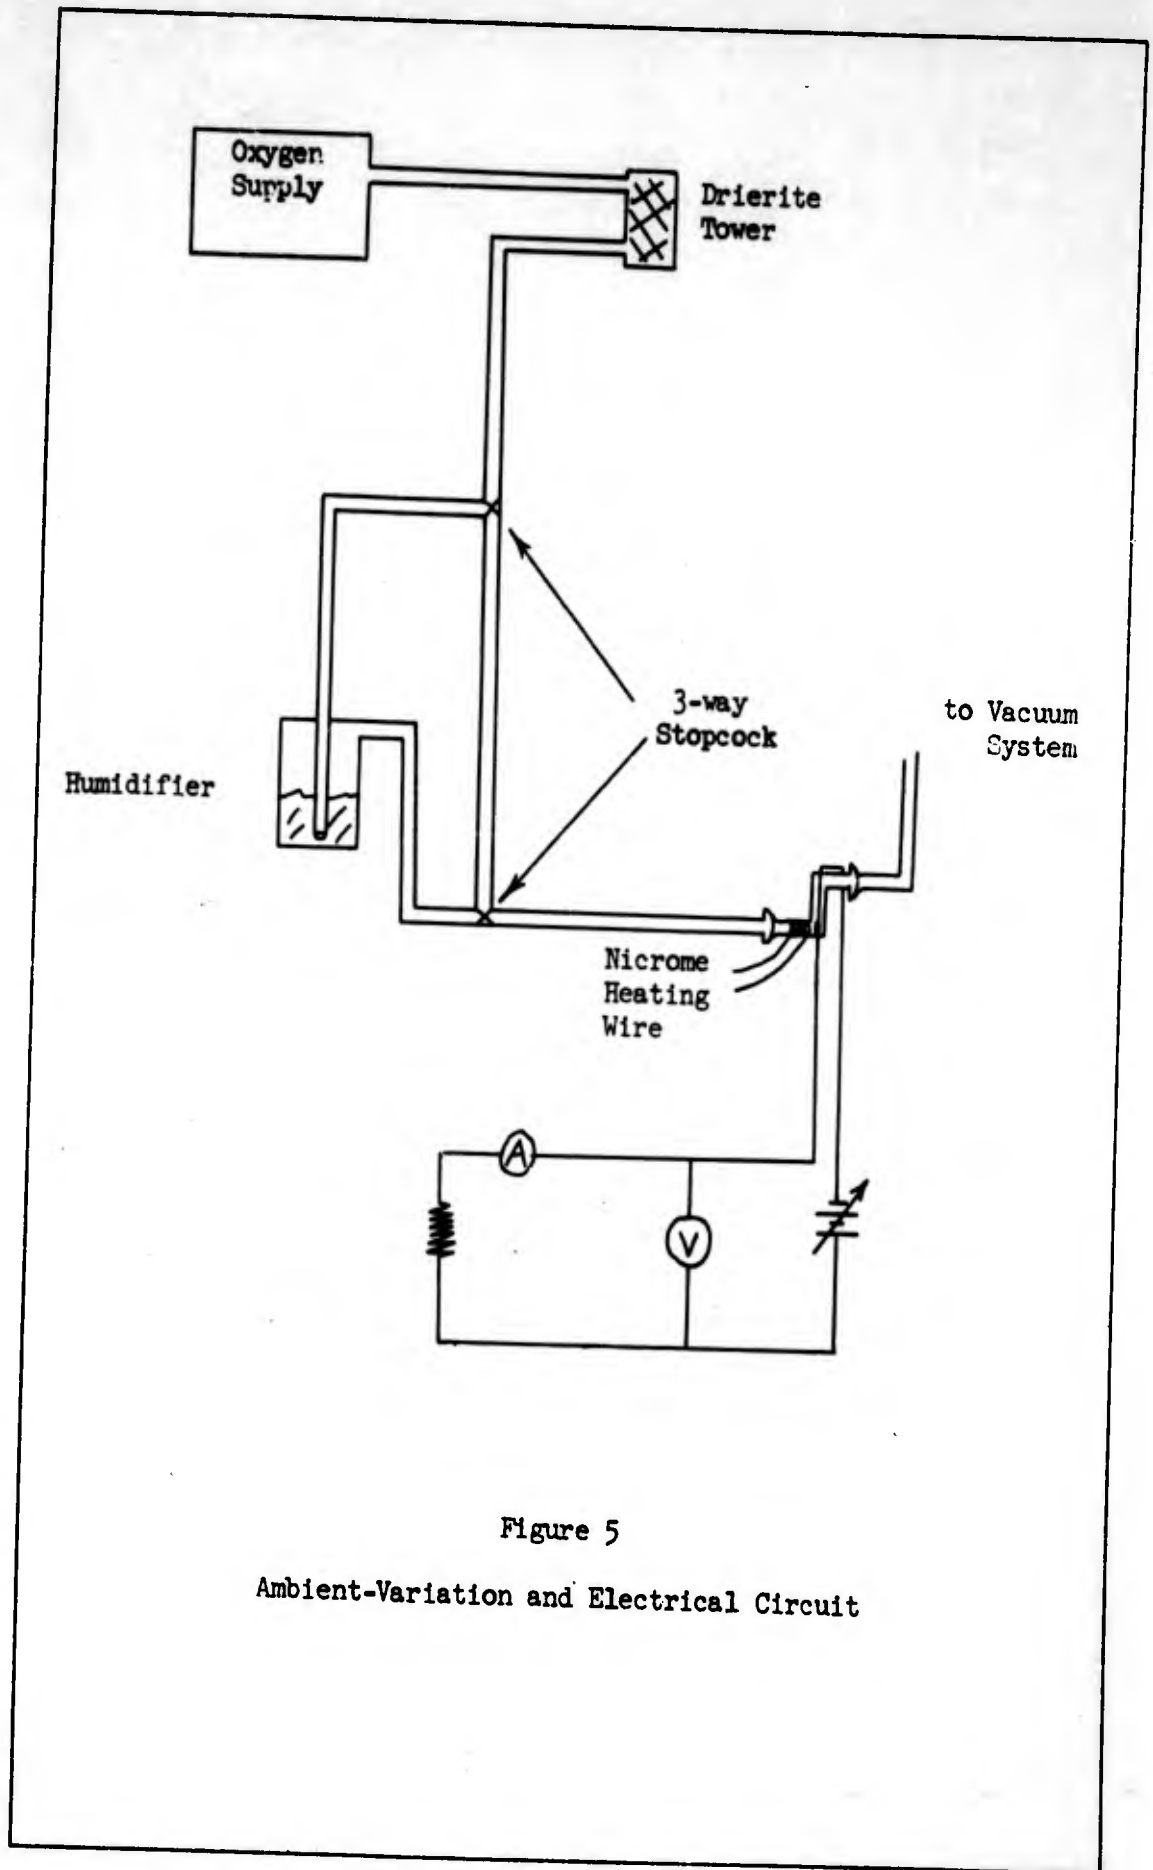 Oxygen
Supply
Drierite
Tower
3-way
Stopcock
to Vacuum
System
Humidifier
Nicrome
Heating
Wire
A
V
Figure 5
Ambient-Variation and Electrical Circuit